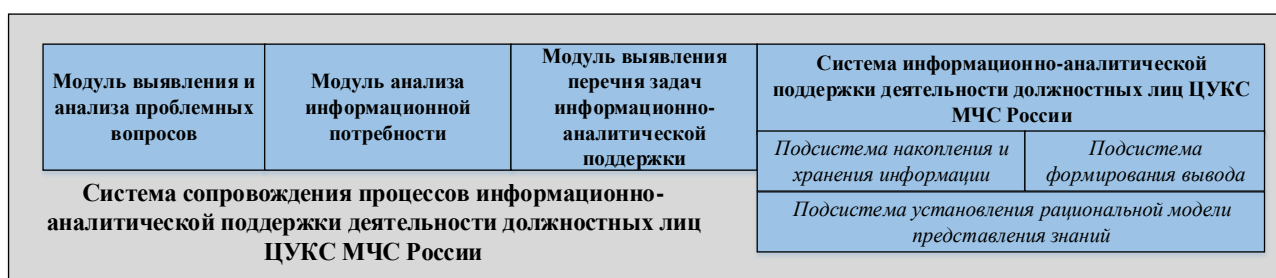 Модуль выявления и
анализа проблемных
вопросов
Модуль анализа
информационной
потребности
Модуль выявления
перечня задач
информационно-
аналитической
поддержки
Система информационно-аналитической
поддержки деятельности должностных лиц ЦУКС
МЧС России
Подсистема накопления и
хранения информации
Подсистема
формирования вывода
Подсистема установления рациональной модели
представления знаний
Система сопровождения процессов информационно-
аналитической поддержки деятельности должностных лиц
ЦУКС МЧС России